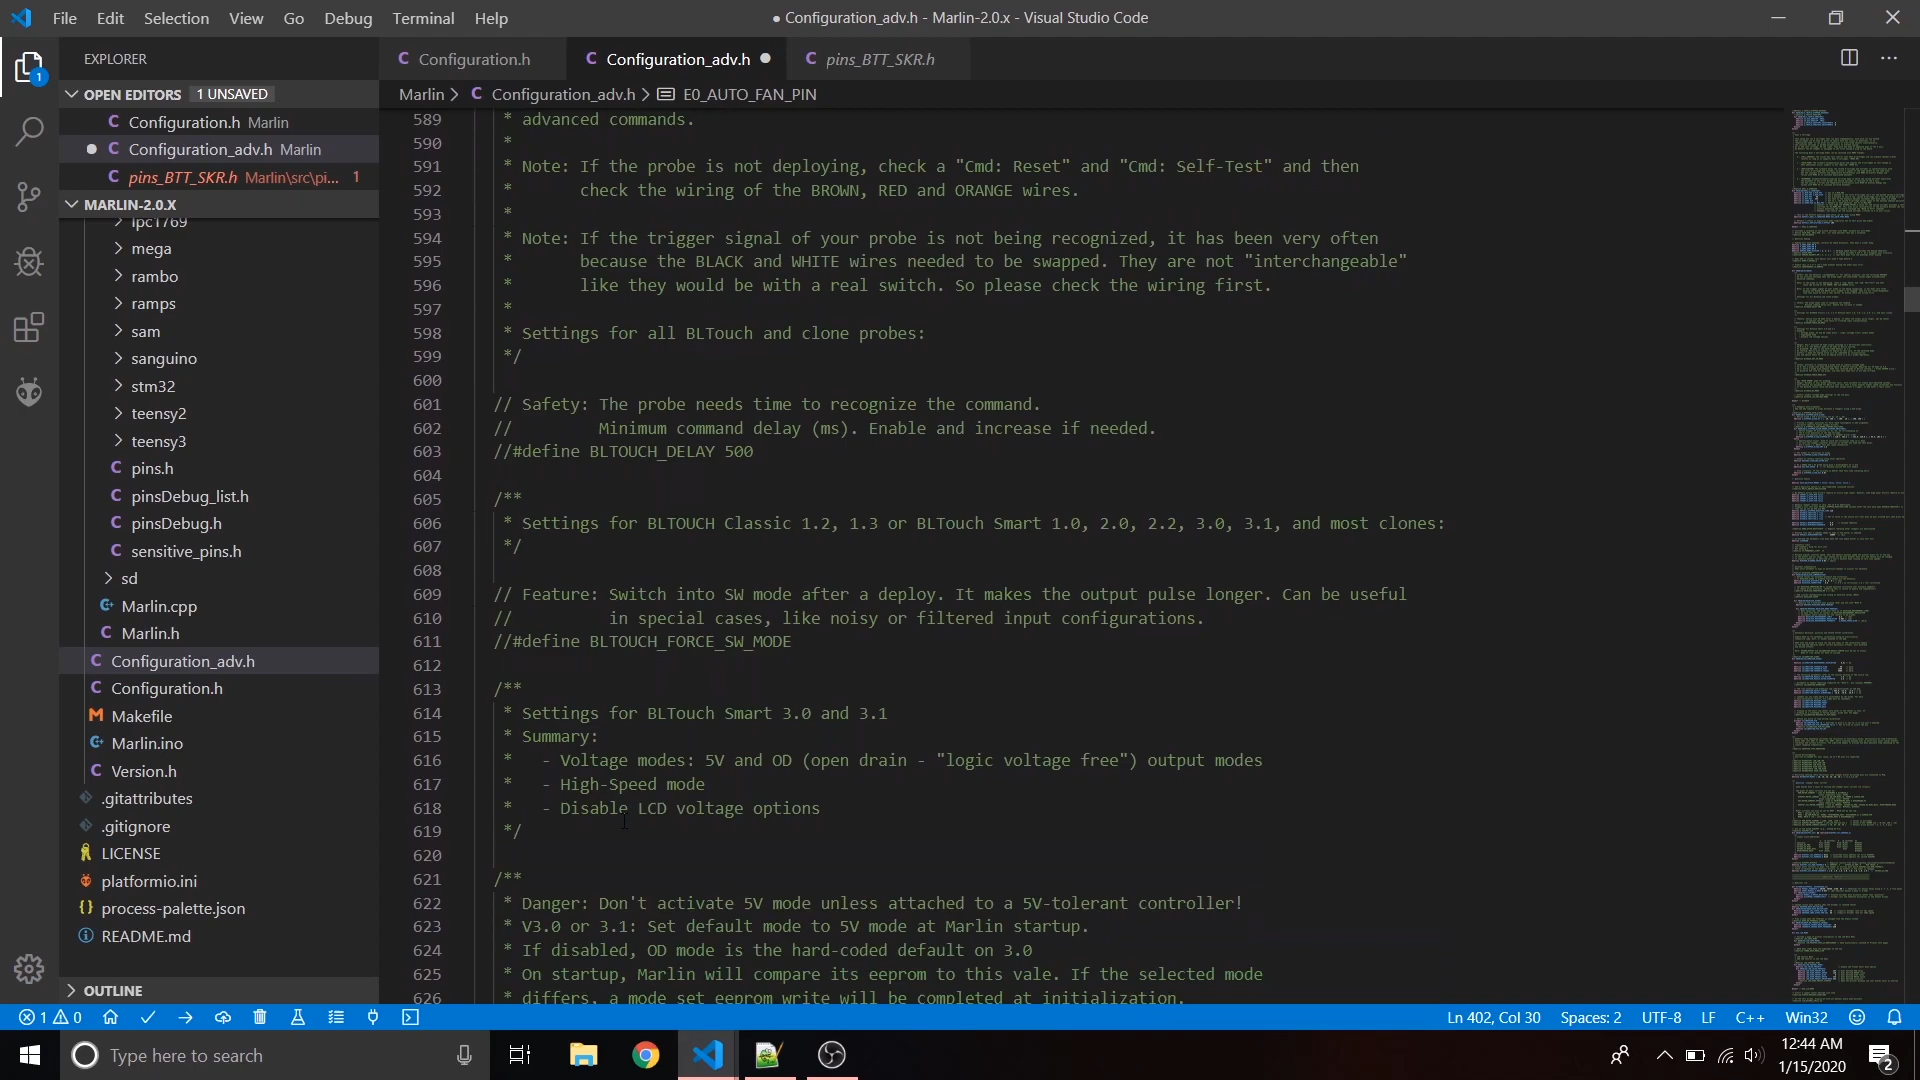 File Edit Selection View Go Debug Terminal Help
● Configuration_adv.h - Marlin-2.0.x - Visual Studio Code
EXPLORER
Configuration.h
Configuration_adv.h
pins_BTT_SKR.h
OPEN EDITORS 1 UNSAVED
Marlin > Configuration_adv.h > E0_AUTO_FAN_PIN
Configuration.h Marlin
Configuration_adv.h Marlin
pins_BTT_SKR.h Marlin\src\pi... 1
MARLIN-2.0.X
lpc1769
mega
rambo
ramps
sam
sanguino
stm32
teensy2
teensy3
pins.h
pinsDebug_list.h
pinsDebug.h
sensitive_pins.h
sd
Marlin.cpp
Marlin.h
Configuration_adv.h
Configuration.h
Makefile
Marlin.ino
Version.h
.gitattributes
.gitignore
LICENSE
platformio.ini
process-palette.json
README.md
OUTLINE
1
589 * advanced commands.
590 *
591 * Note: If the probe is not deploying, check a "Cmd: Reset" and "Cmd: Self-Test" and then
592 * check the wiring of the BROWN, RED and ORANGE wires.
593 *
594 * Note: If the trigger signal of your probe is not being recognized, it has been very often
595 * because the BLACK and WHITE wires needed to be swapped. They are not "interchangeable"
596 * like they would be with a real switch. So please check the wiring first.
597 *
598 * Settings for all BLTouch and clone probes:
599 */
600
601 // Safety: The probe needs time to recognize the command.
602 // Minimum command delay (ms). Enable and increase if needed.
603 //#define BLTOUCH_DELAY 500
604
605 /**
606 * Settings for BLTOUCH Classic 1.2, 1.3 or BLTouch Smart 1.0, 2.0, 2.2, 3.0, 3.1, and most clones:
607 */
608
609 // Feature: Switch into SW mode after a deploy. It makes the output pulse longer. Can be useful
610 // in special cases, like noisy or filtered input configurations.
611 //#define BLTOUCH_FORCE_SW_MODE
612
613 /**
614 * Settings for BLTouch Smart 3.0 and 3.1
615 * Summary:
616 * - Voltage modes: 5V and OD (open drain - "logic voltage free") output modes
617 * - High-Speed mode
618 * - Disable LCD voltage options
619 */
620
621 /**
622 * Danger: Don't activate 5V mode unless attached to a 5V-tolerant controller!
623 * V3.0 or 3.1: Set default mode to 5V mode at Marlin startup.
624 * If disabled, OD mode is the hard-coded default on 3.0
625 * On startup, Marlin will compare its eeprom to this vale. If the selected mode
626 * differs, a mode set eeprom write will be completed at initialization.
1 0
Ln 402, Col 30 Spaces: 2 UTF-8 LF C++ Win32
Type here to search
12:44 AM
1/15/2020
2